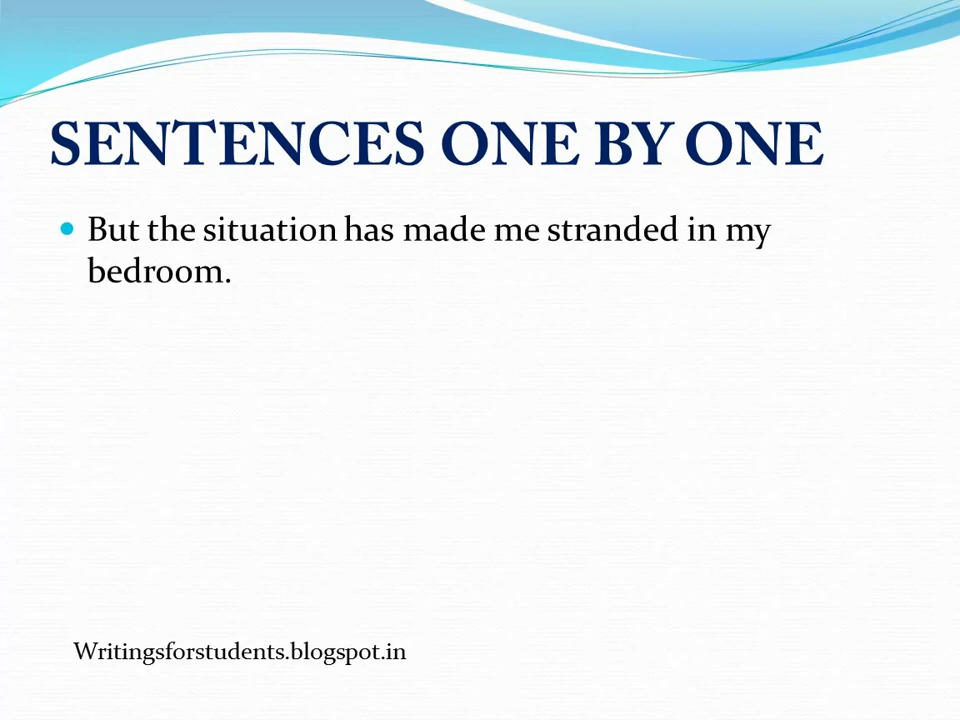 SENTENCES ONE BY ONE
But the situation has made me stranded in my
bedroom.
Writingsforstudents.blogspot.in